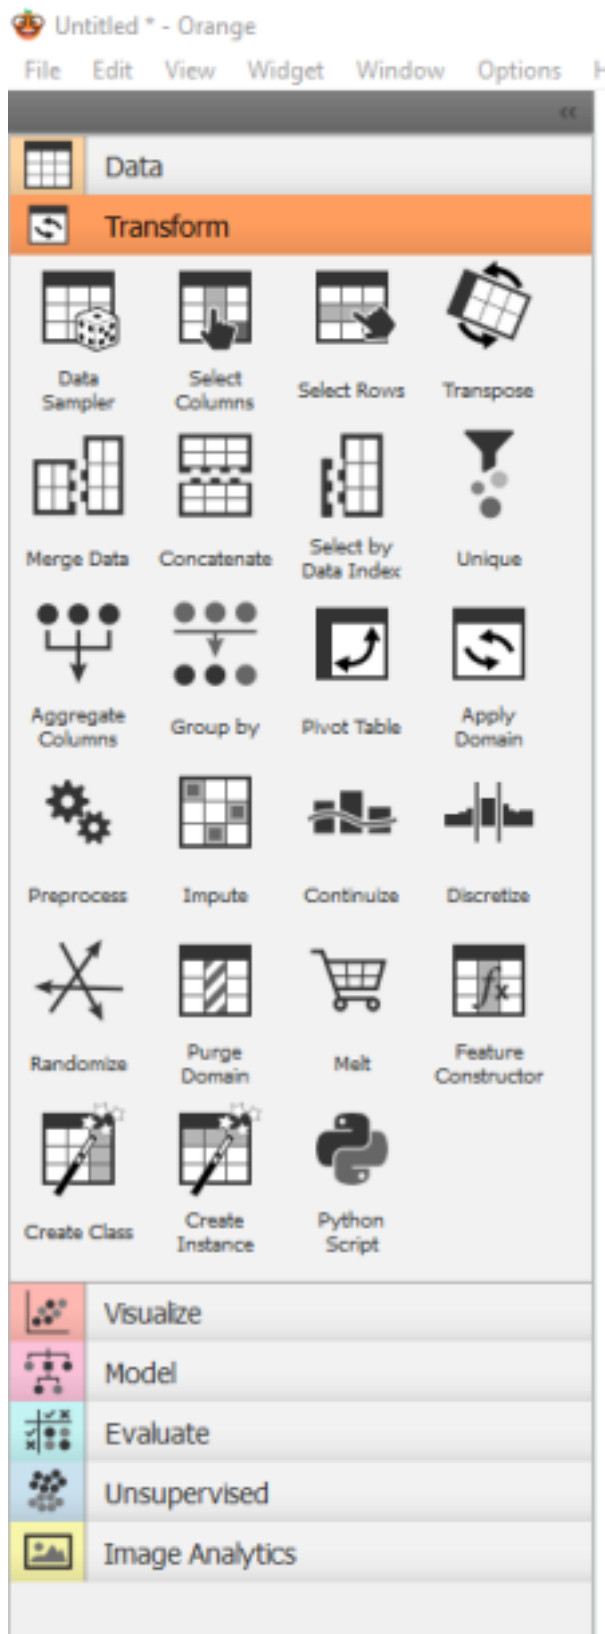 Untitled * - Orange
File Edit View Widget Window Options H
Data
Transform
Data
Sampler
Select
Columns
Select Rows
Transpose
Merge Data
Concatenate
Select by
Data Index
Unique
Aggregate
Columns
Group by
Pivot Table
Apply
Domain
Preprocess
Impute
Continuize
Discretize
Randomize
Purge
Domain
Melt
Feature
Constructor
Create Class
Create
Instance
Python
Script
Visualize
Model
Evaluate
Unsupervised
Image Analytics